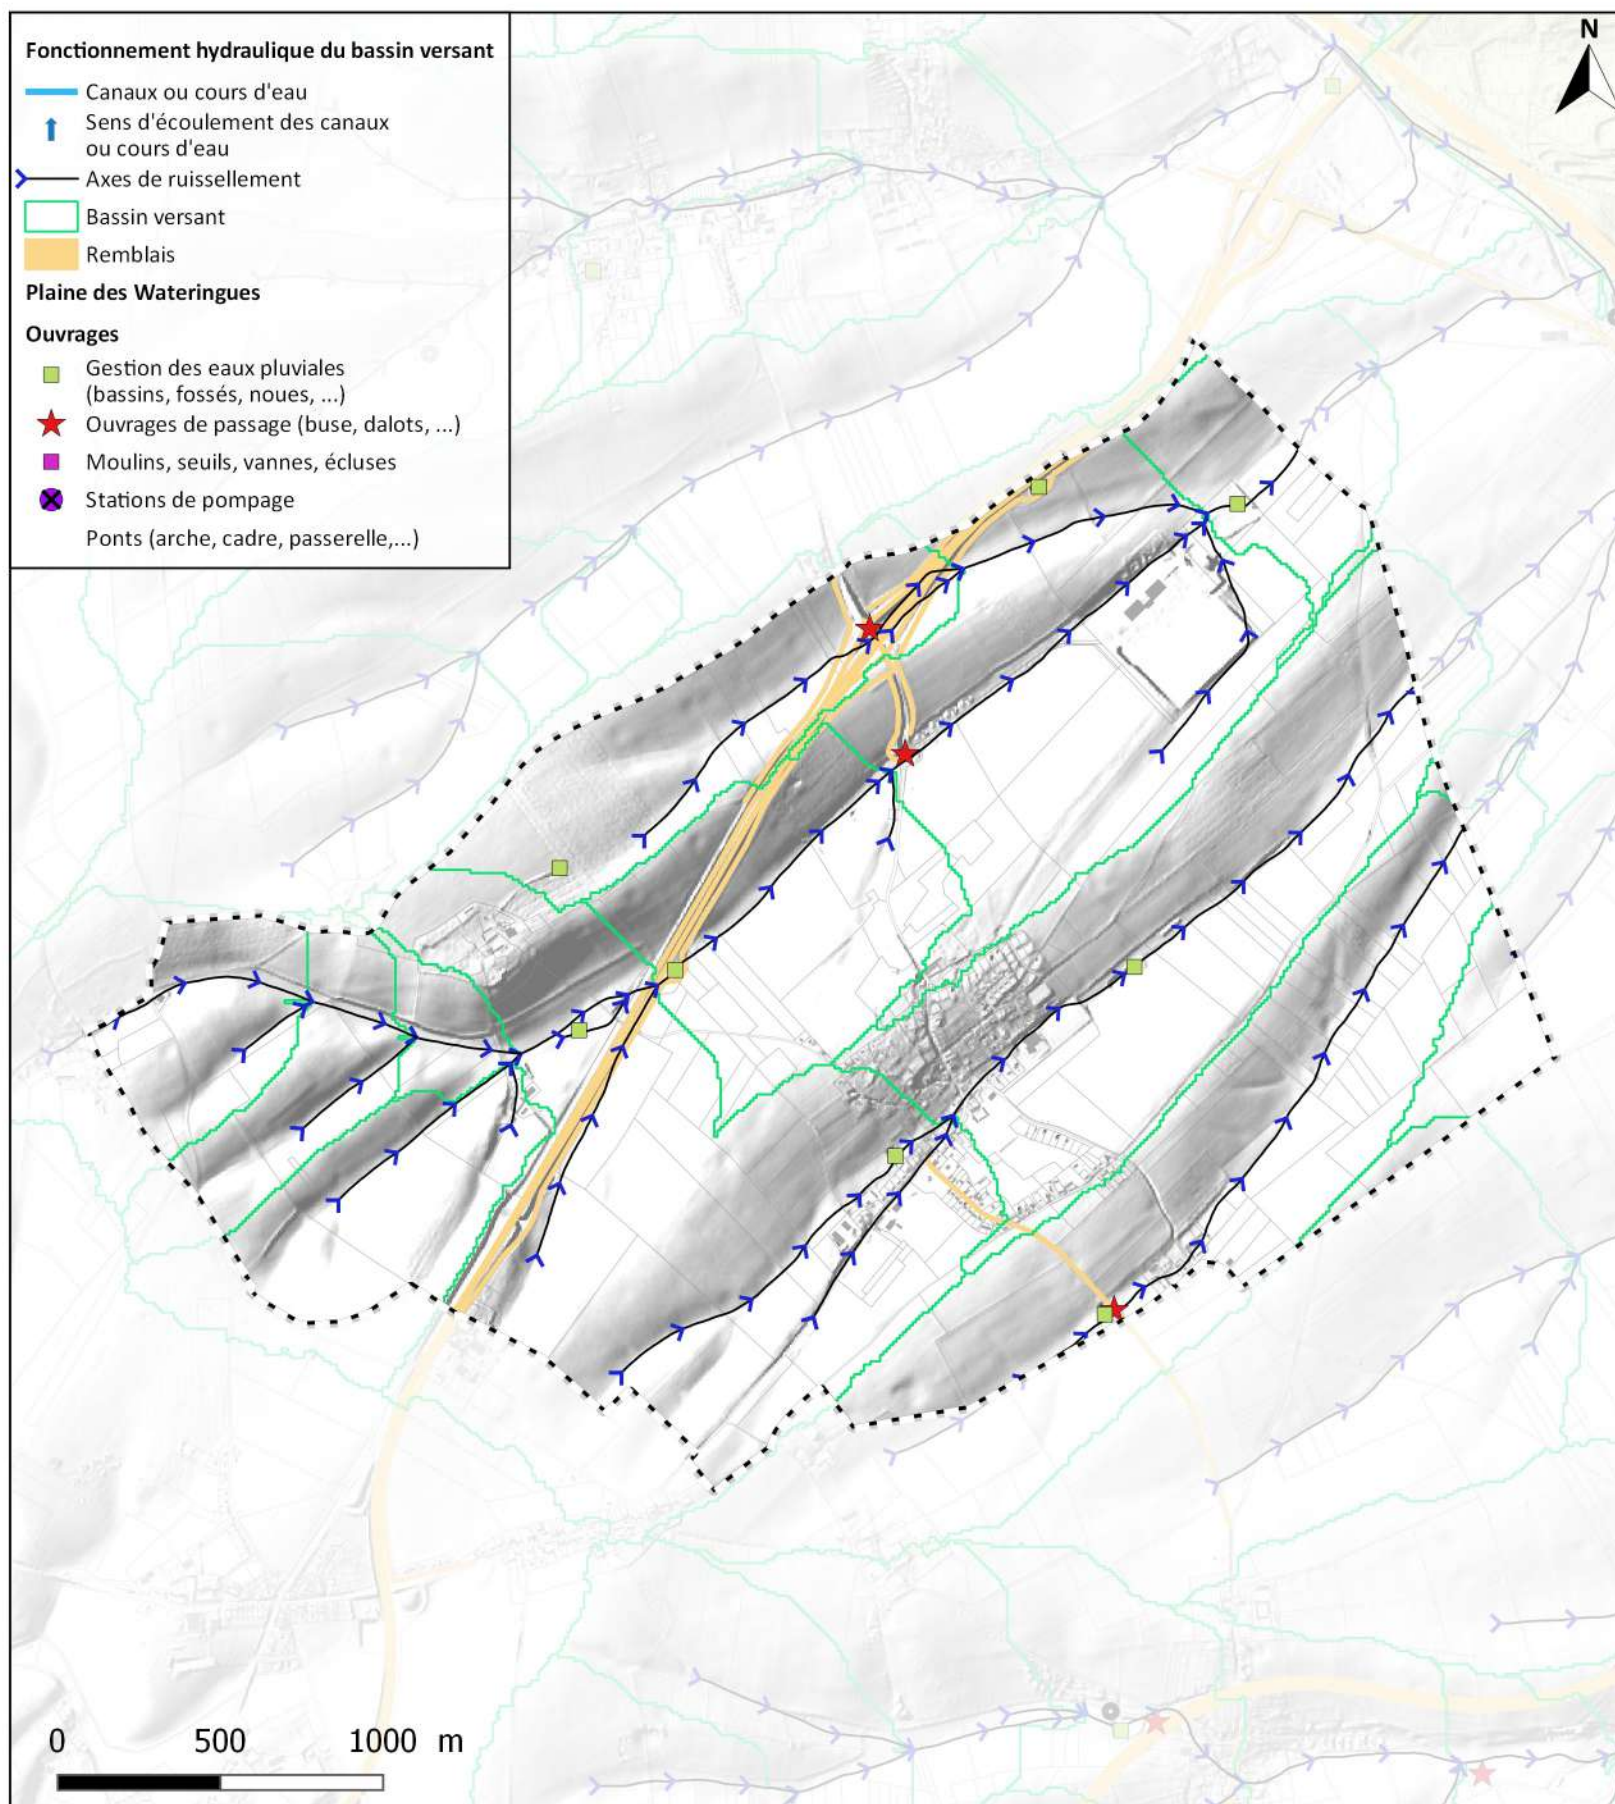 Fonctionnement hydraulique du bassin versant
Canaux ou cours d'eau
Sens d'écoulement des canaux
ou cours d'eau
Axes de ruissellement
Bassin versant
Remblais
Plaine des Wateringues
Ouvrages
Gestion des eaux pluviales
(bassins, fossés, noues, ...)
Ouvrages de passage (buse, dalots, ...)
Moulins, seuils, vannes, écluses
Stations de pompage
Ponts (arche, cadre, passerelle,...)
N
0 500 1000 m